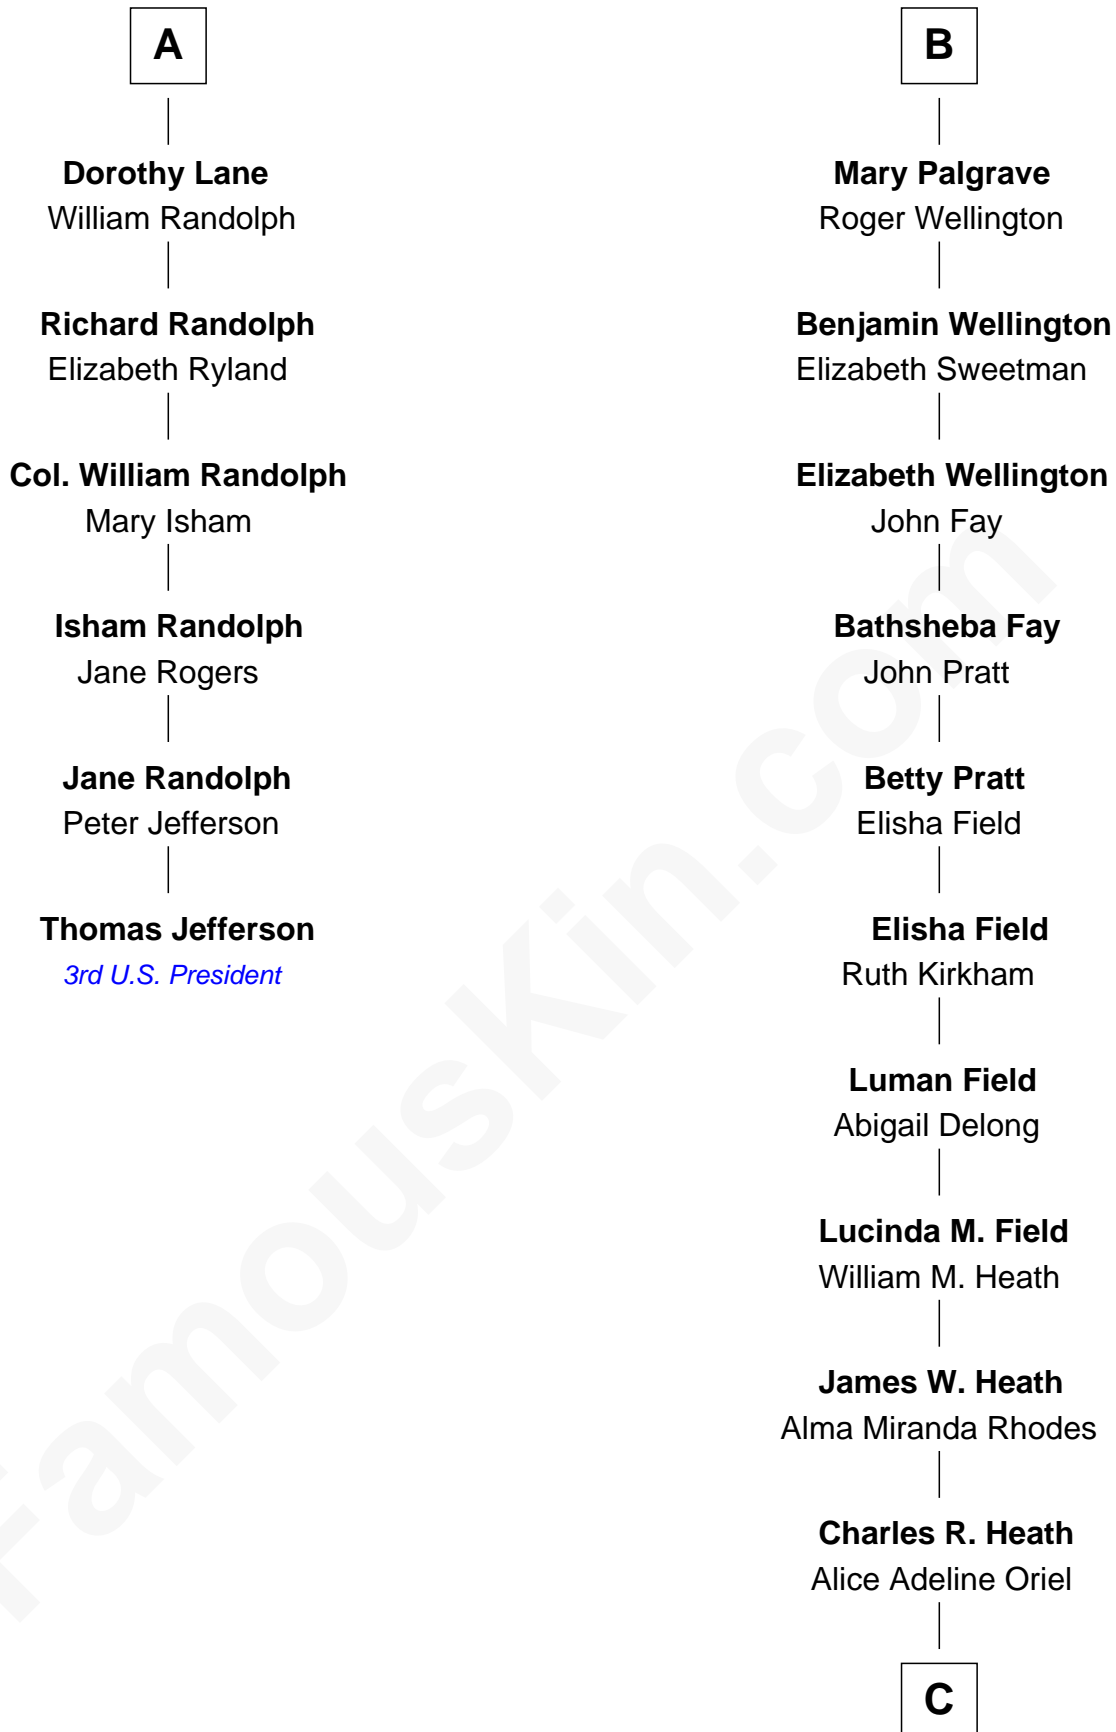 A
Dorothy Lane
William Randolph
Richard Randolph
Elizabeth Ryland
Col. William Randolph
Mary Isham
Isham Randolph
Jane Rogers
Jane Randolph
Peter Jefferson
Thomas Jefferson
3rd U.S. President
B
Mary Palgrave
Roger Wellington
Benjamin Wellington
Elizabeth Sweetman
Elizabeth Wellington
John Fay
Bathsheba Fay
John Pratt
Betty Pratt
Elisha Field
Elisha Field
Ruth Kirkham
Luman Field
Abigail Delong
Lucinda M. Field
William M. Heath
James W. Heath
Alma Miranda Rhodes
Charles R. Heath
Alice Adeline Oriel
C
FamousKin.com